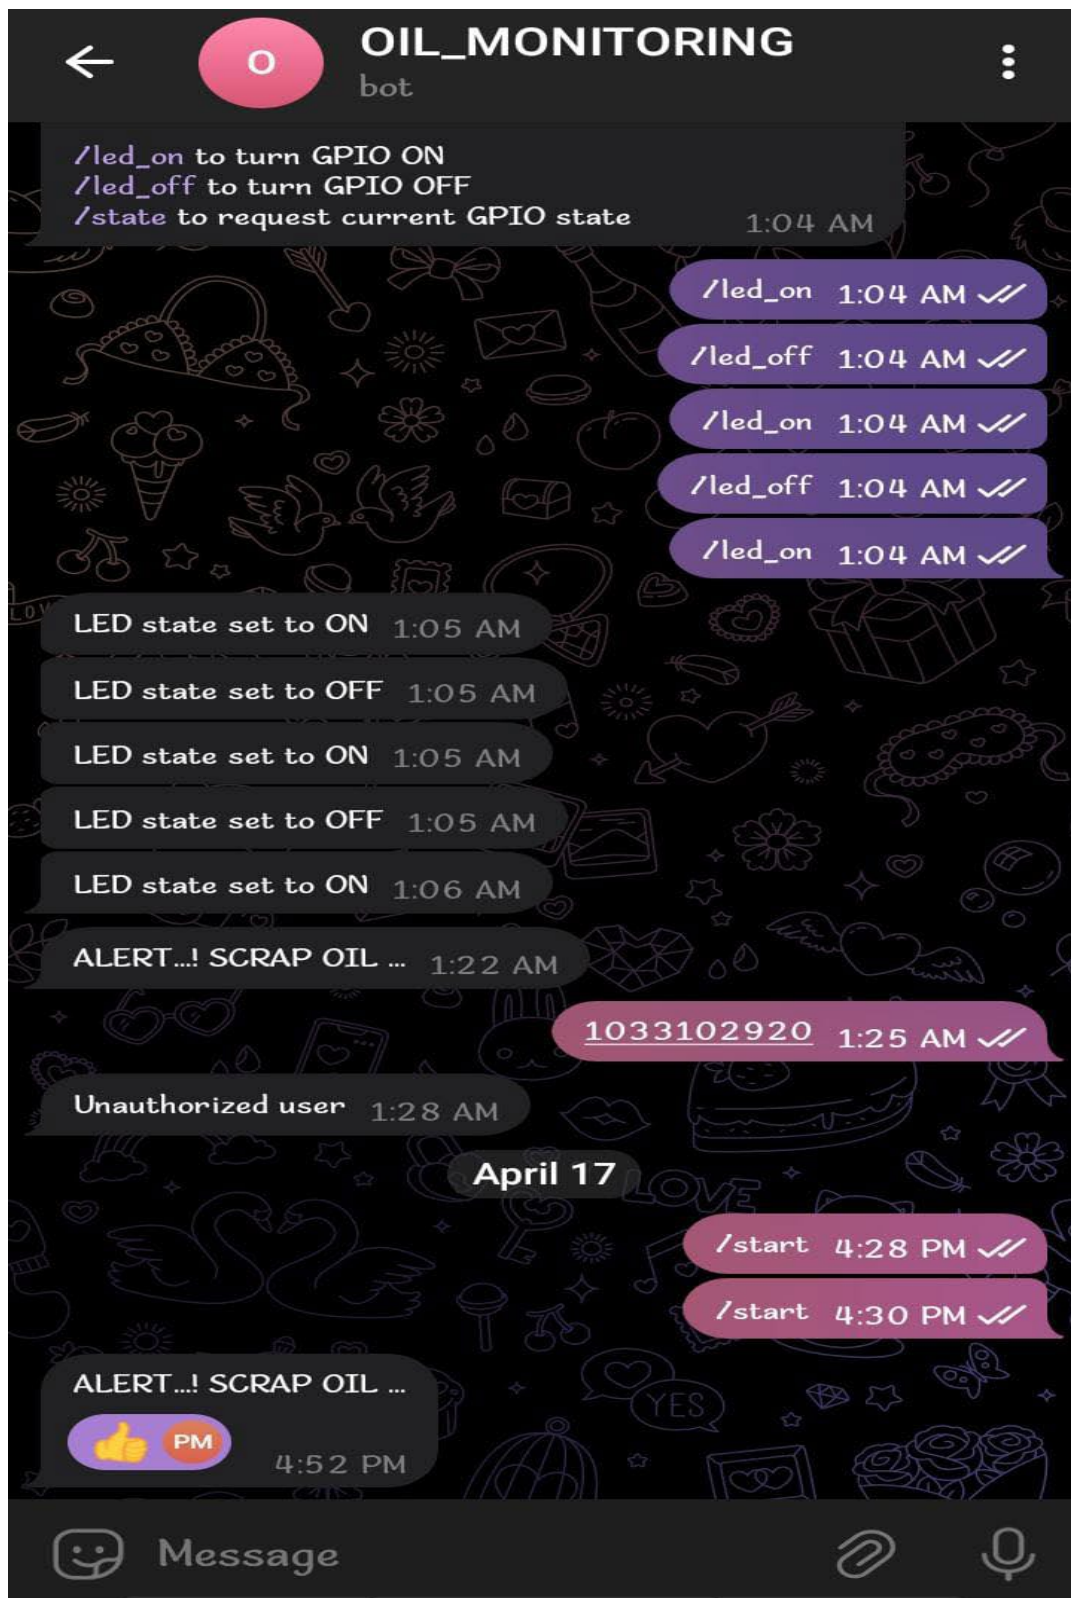 O
OIL_MONITORING
bot
/led_on to turn GPIO ON
/led_off to turn GPIO OFF
/state to request current GPIO state 1:04 AM
/led_on 1:04 AM
/led_off 1:04 AM
/led_on 1:04 AM
/led_off 1:04 AM
/led_on 1:04 AM
LED state set to ON 1:05 AM
LED state set to OFF 1:05 AM
LED state set to ON 1:05 AM
LED state set to OFF 1:05 AM
LED state set to ON 1:06 AM
ALERT...! SCRAP OIL ... 1:22 AM
1033102920 1:25 AM
Unauthorized user 1:28 AM
April 17
LOVE
/start 4:28 PM
/start 4:30 PM
ALERT...! SCRAP OIL ...
YES
PM
4:52 PM
Message